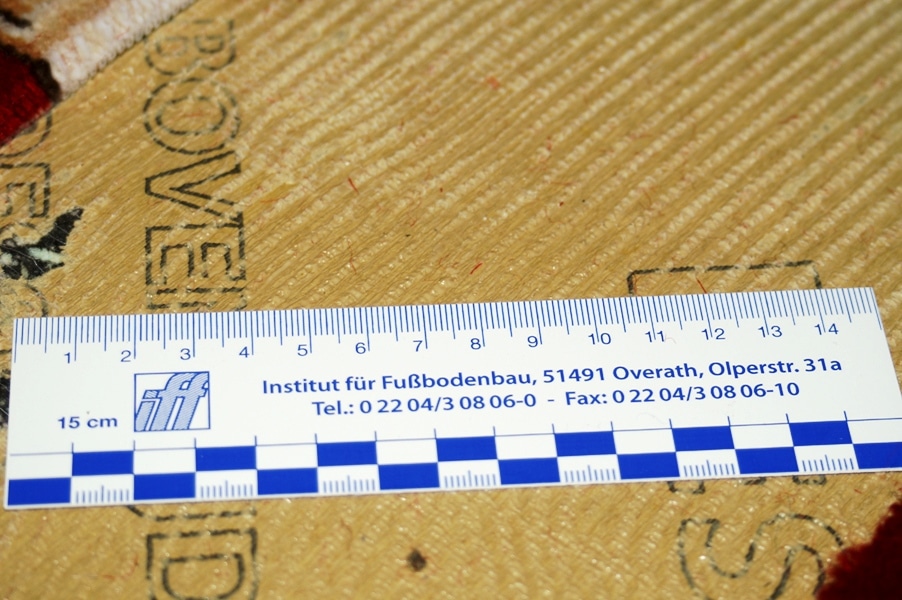 BOVE
1 2 3 4 5 6 7 8 9 10 11 12 13 14
iff
Institut für Fußbodenbau, 51491 Overath, Olperstr. 31a
Tel.: 0 22 04/3 08 06-0 - Fax: 0 22 04/3 08 06-10
15 cm
ID
S